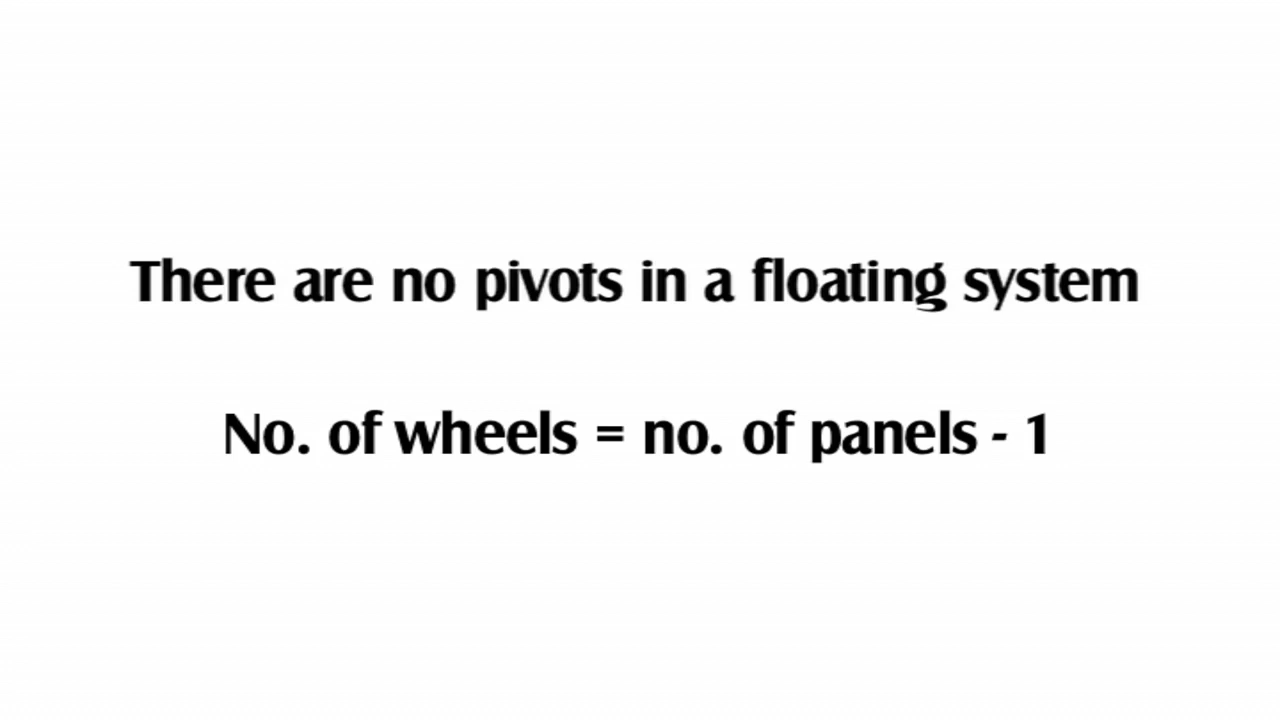 There are no pivots in a floating system
No. of wheels = no. of panels - 1